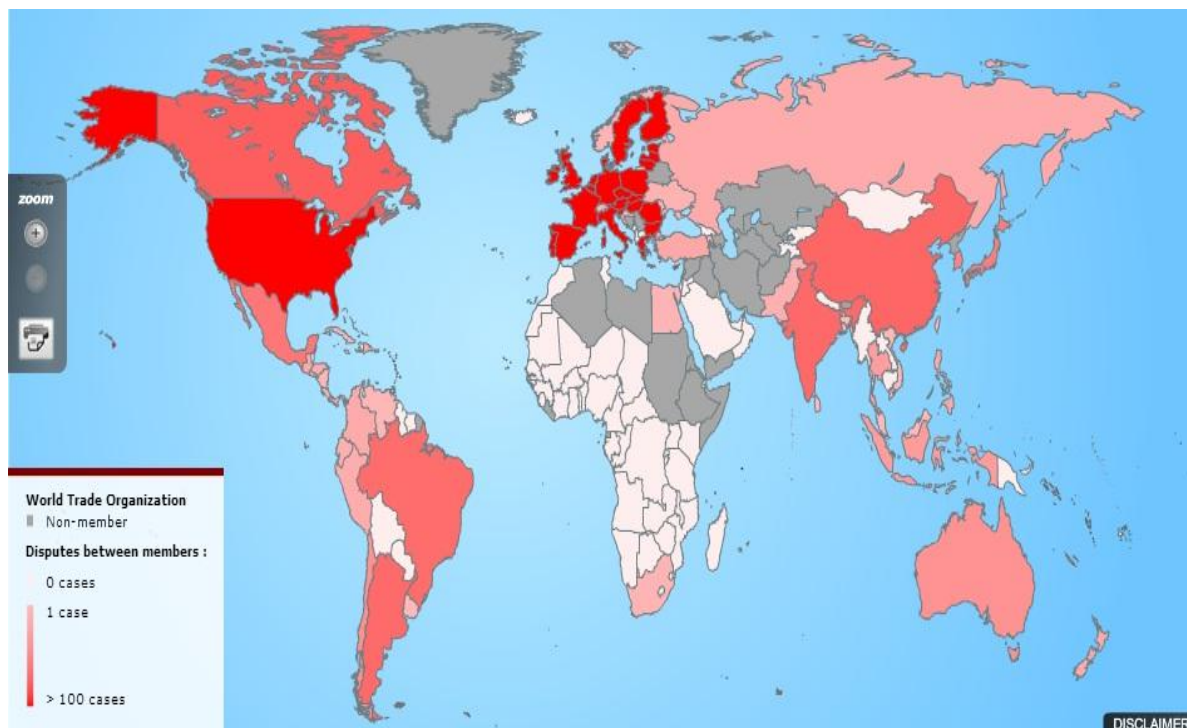 zoom
World Trade Organization
Non-member
Disputes between members :
0 cases
1 case
> 100 cases
DISCLAIMER